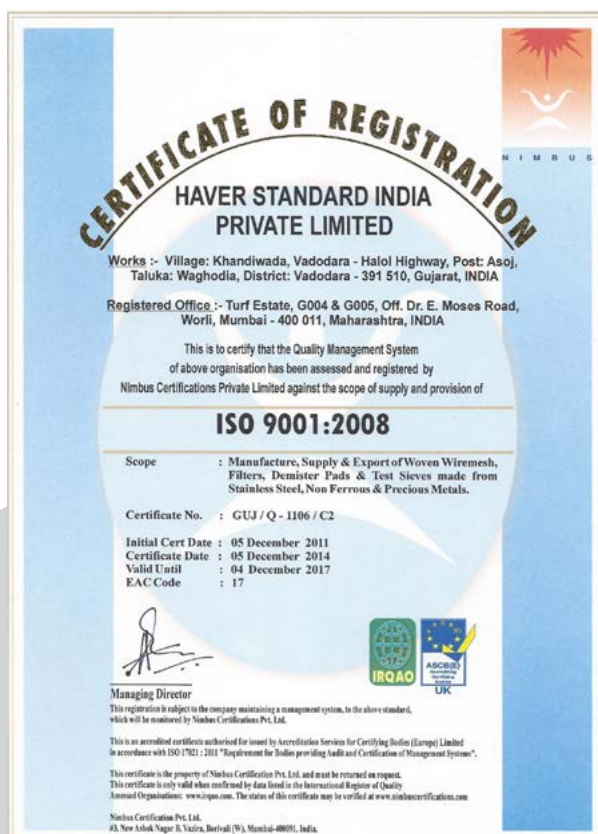 NIMBUS
CERTIFICATE OF REGISTRATION
HAVER STANDARD INDIA
PRIVATE LIMITED
Works :- Village: Khandiwada, Vadodara - Halol Highway, Post: Asoj,
Taluka: Waghodia, District: Vadodara - 391 510, Gujarat, INDIA
Registered Office :- Turf Estate, G004 & G005, Off. Dr. E. Moses Road,
Worli, Mumbai - 400 011, Maharashtra, INDIA
This is to certify that the Quality Management System
of above organisation has been assessed and registered by
Nimbus Certifications Private Limited against the scope of supply and provision of
ISO 9001:2008
Scope : Manufacture, Supply & Export of Woven Wiremesh,
Filters, Demister Pads & Test Sieves made from
Stainless Steel, Non Ferrous & Precious Metals.
Certificate No. : GUJ / Q - 1106 / C2
Initial Cert Date : 05 December 2011
Certificate Date : 05 December 2014
Valid Until : 04 December 2017
EAC Code : 17
IRQAO
ASCB(E)
Accrediting
Certifying
Bodies
UK
Managing Director
This registration is subject to the company maintaining a management system, to the above standard,
which will be monitored by Nimbus Certifications Pvt. Ltd.
This is an accredited certificate authorised for issued by Accreditation Services for Certifying Bodies (Europe) Limited
in accordance with ISO 17021 : 2011 "Requirement for Bodies providing Audit and Certification of Management Systems".
This certificate is the property of Nimbus Certification Pvt. Ltd. and must be returned on request.
This certificate is only valid when confirmed by data listed in the International Register of Quality
Assessed Organisations: www.irqao.com. The status of this certificate may be verified at www.nimbuscertifications.com
Nimbus Certification Pvt. Ltd.
#3, New Ashok Nagar B, Vazira, Borivali (W), Mumbai-400091. India.